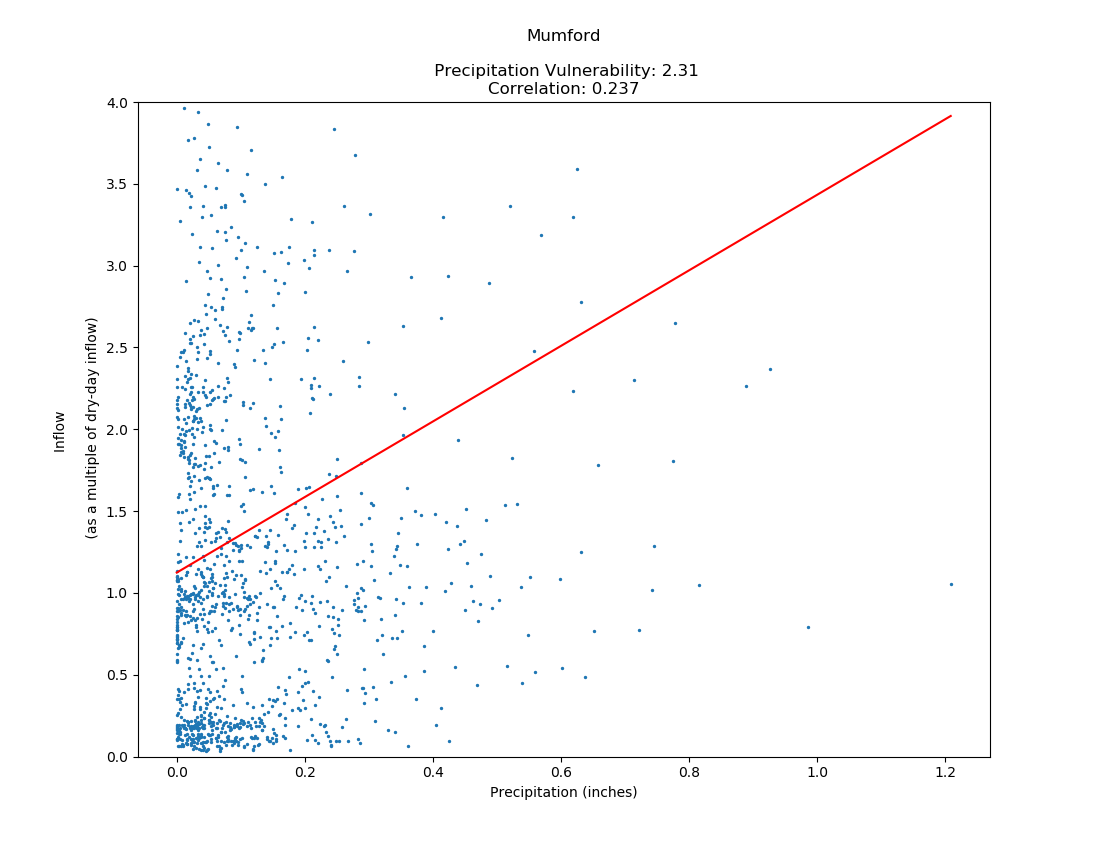 Mumford
Precipitation Vulnerability: 2.31
Correlation: 0.237
4.0
3.5
3.0
2.5
2.0
1.5
1.0
0.5
0.0
Inflow
(as a multiple of dry-day inflow)
0.0 0.2 0.4 0.6 0.8 1.0 1.2
Precipitation (inches)